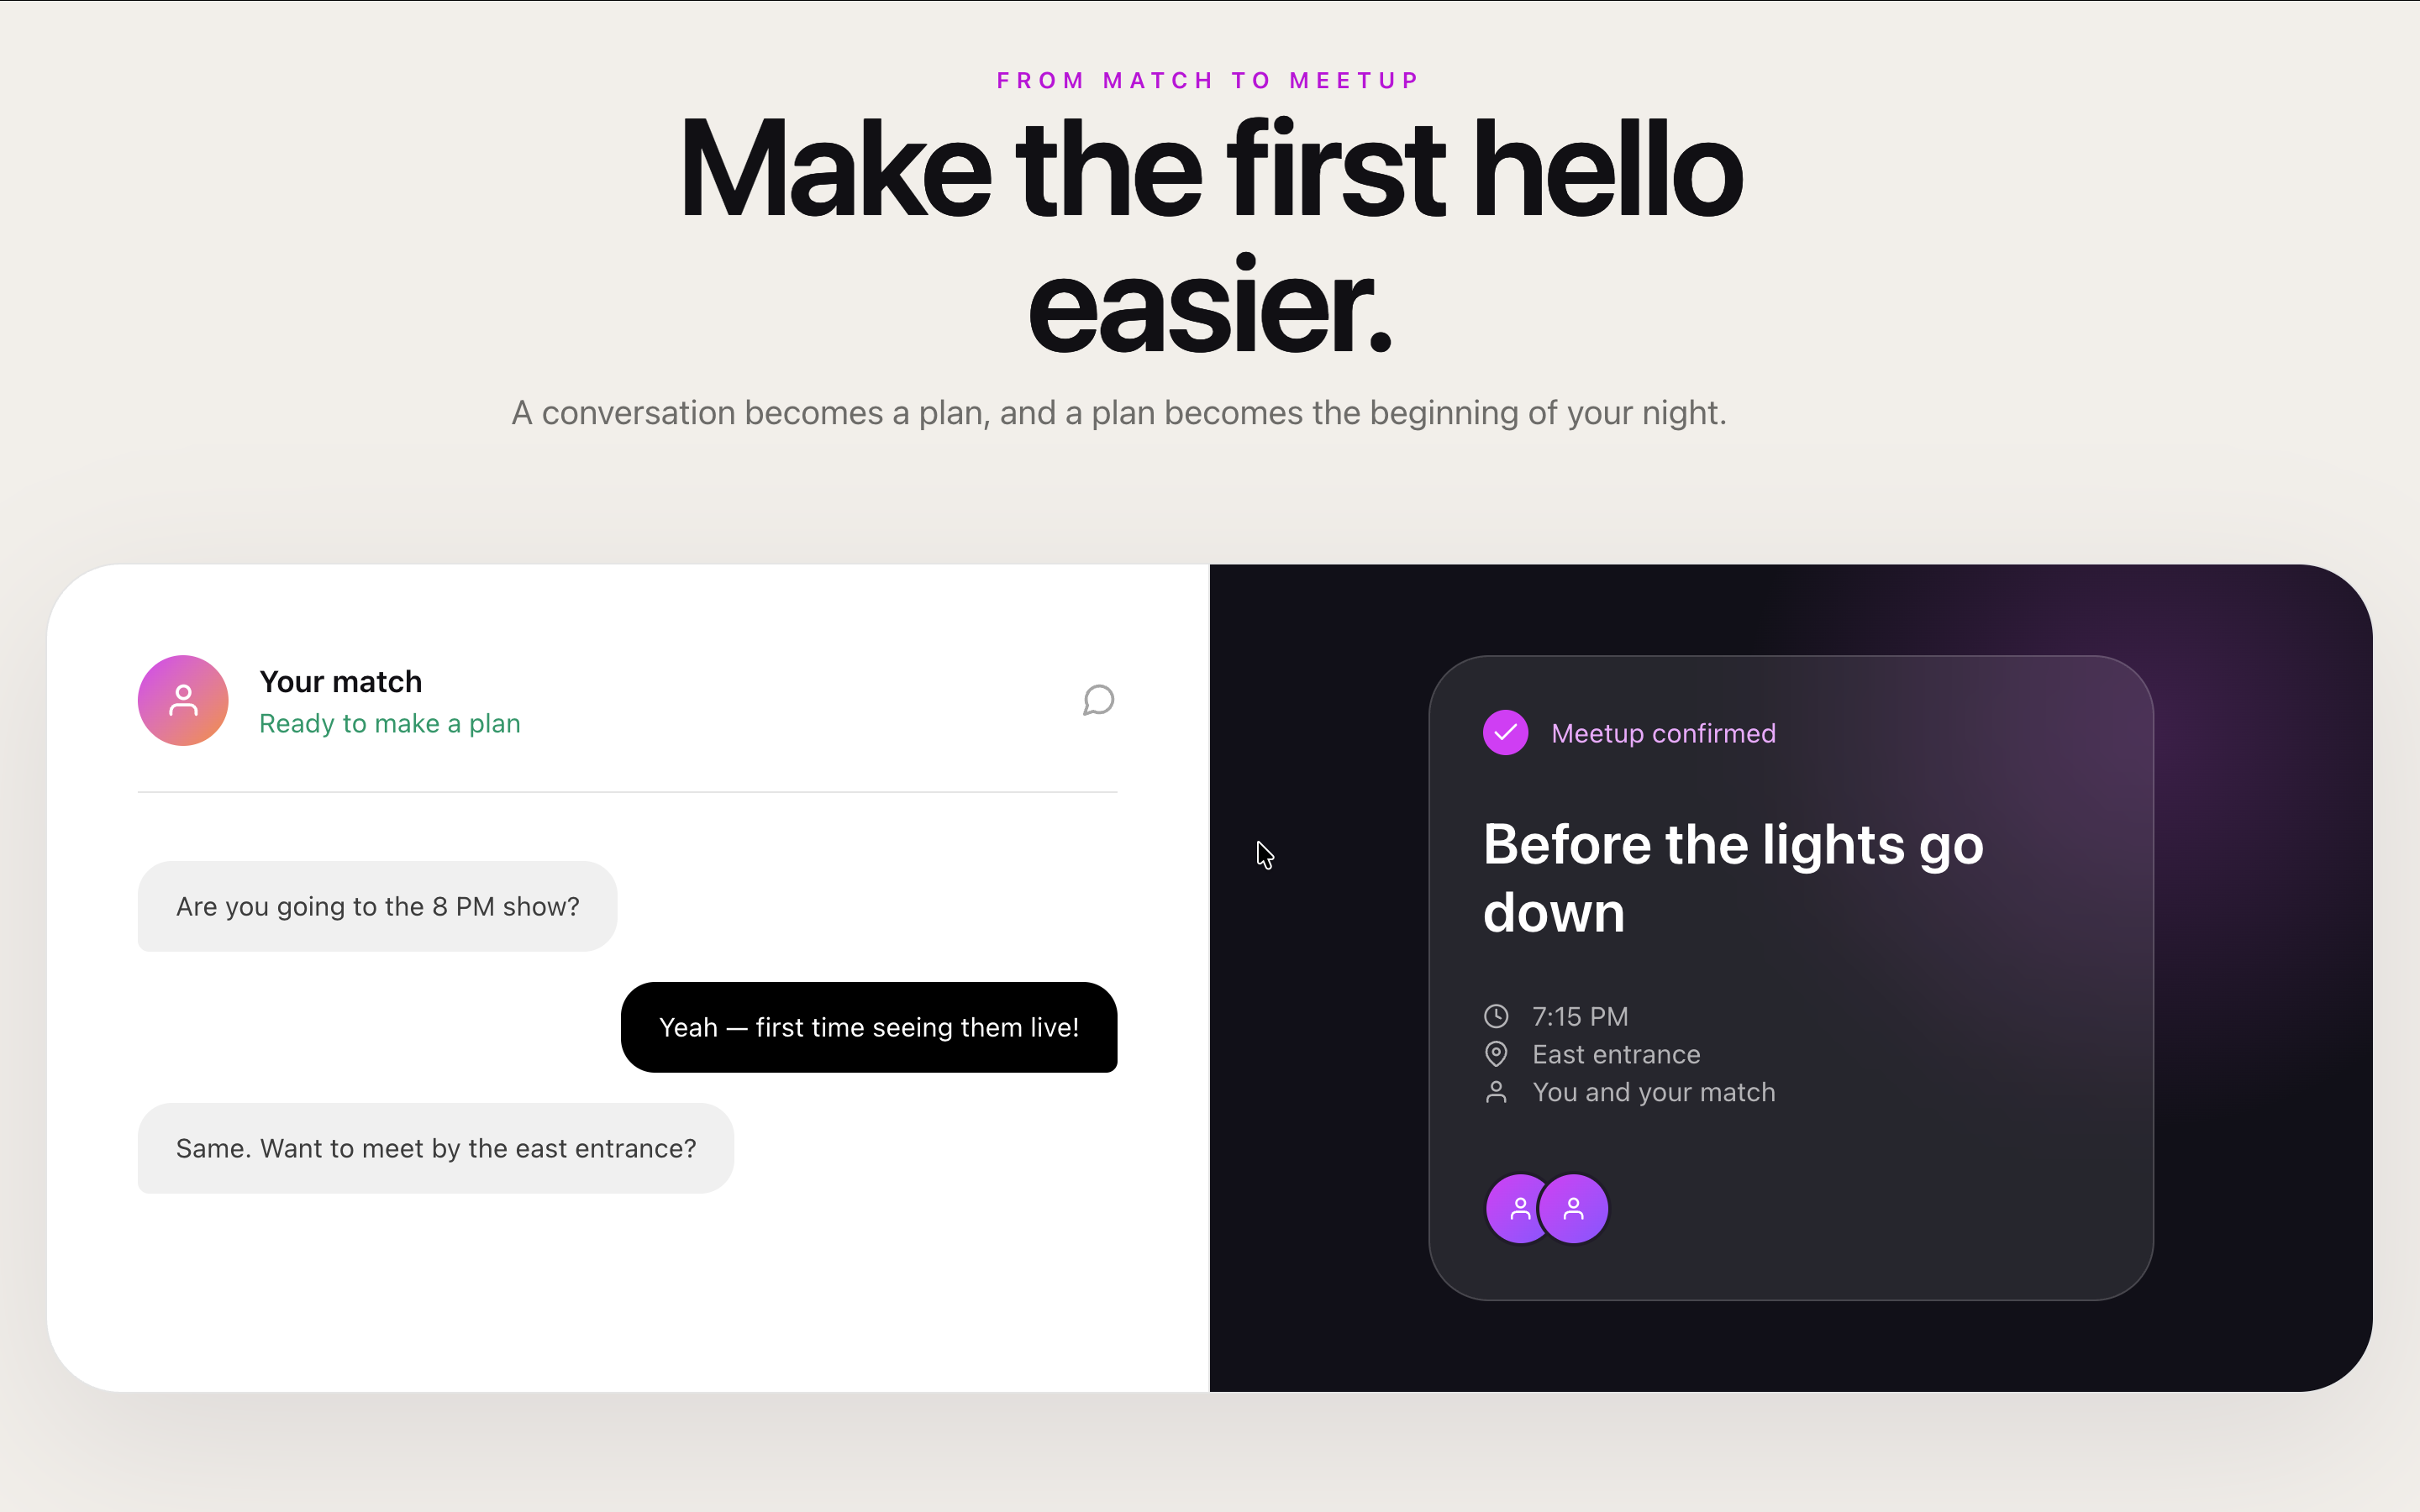 FROM MATCH TO MEETUP
Make the first hello
easier.
A conversation becomes a plan, and a plan becomes the beginning of your night.
Your match
Ready to make a plan
Are you going to the 8 PM show?
Yeah — first time seeing them live!
Same. Want to meet by the east entrance?
Meetup confirmed
Before the lights go
down
7:15 PM
East entrance
You and your match